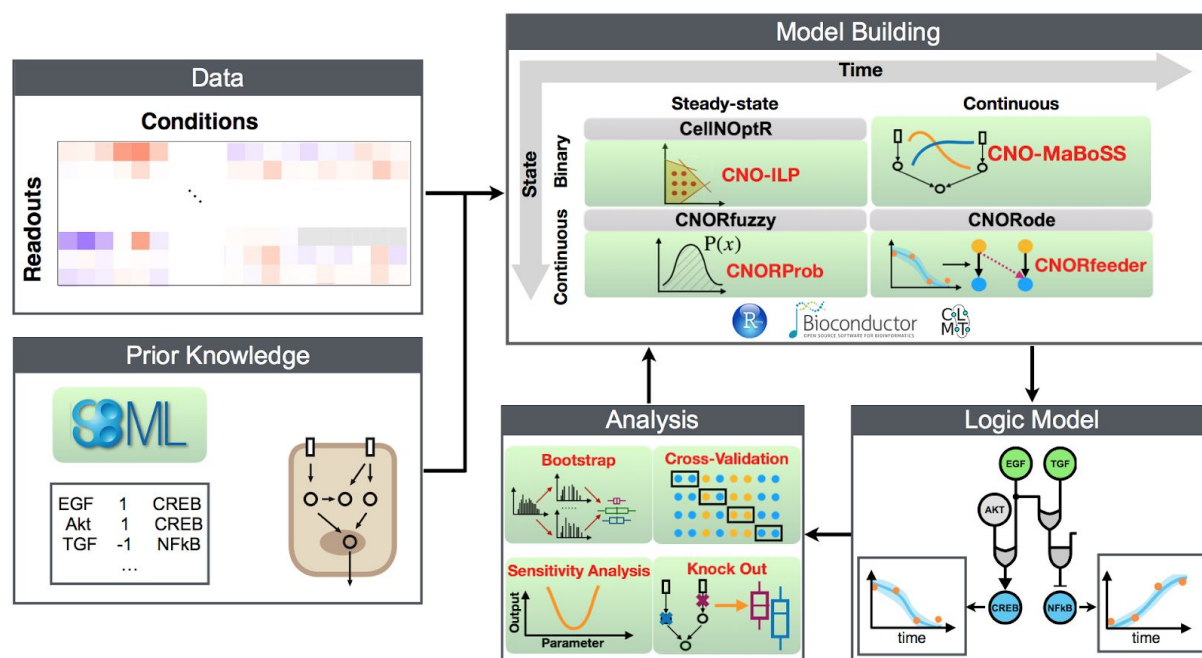 Data
Conditions
Readouts
...
Prior Knowledge
SBML
EGF 1 CREB
Akt 1 CREB
TGF -1 NFkB
...
Model Building
Time
State
Steady-state
Continuous
Binary
CellNOptR
CNO-ILP
CNO-MaBoSS
Continuous
CNORfuzzy
P(x)
CNORProb
CNORode
CNORfeeder
R
Bioconductor
OPEN SOURCE SOFTWARE FOR BIOINFORMATICS
C L
M T
Analysis
Bootstrap
......
Cross-Validation
Sensitivity Analysis
Output
Parameter
Knock Out
Logic Model
EGF
TGF
AKT
CREB
NFkB
time
time